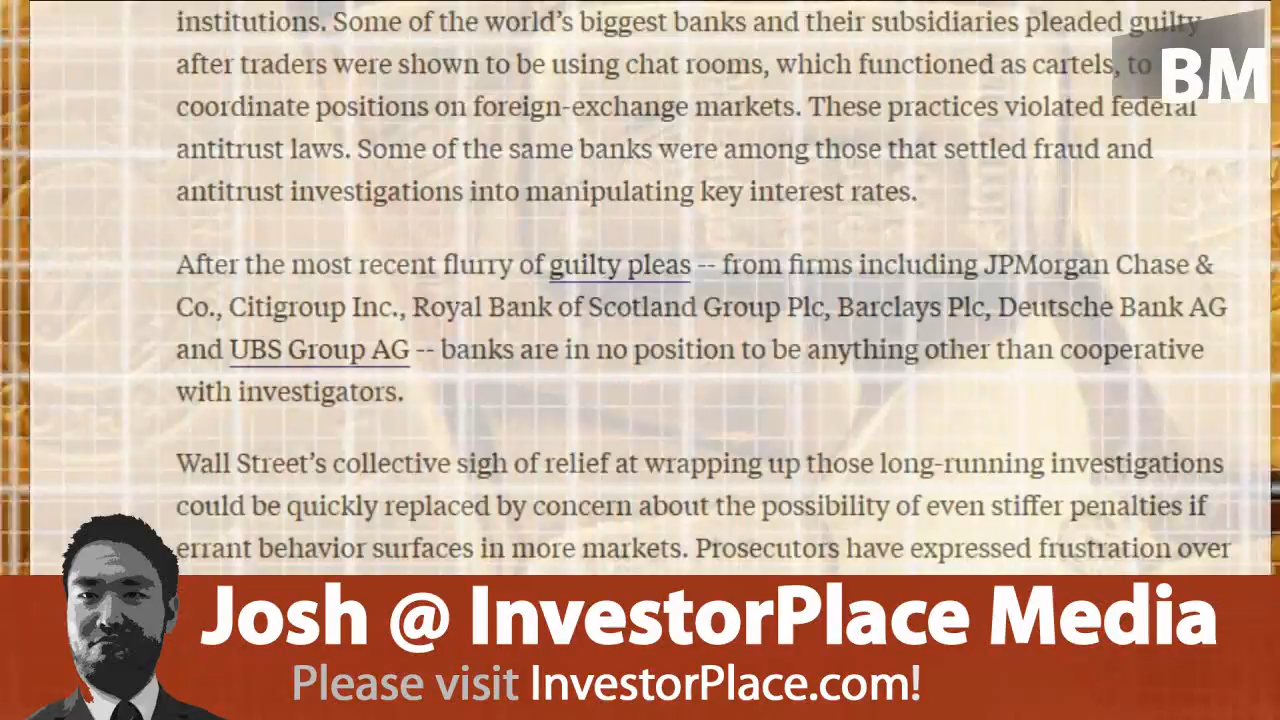 institutions. Some of the world's biggest banks and their subsidiaries pleaded guilty
after traders were shown to be using chat rooms, which functioned as cartels, to
BM
coordinate positions on foreign-exchange markets. These practices violated federal
antitrust laws. Some of the same banks were among those that settled fraud and
antitrust investigations into manipulating key interest rates.
After the most recent flurry of guilty pleas -- from firms including JPMorgan Chase &
Co., Citigroup Inc., Royal Bank of Scotland Group Plc, Barclays Plc, Deutsche Bank AG
and UBS Group AG -- banks are in no position to be anything other than cooperative
with investigators.
Wall Street's collective sigh of relief at wrapping up those long-running investigations
could be quickly replaced by concern about the possibility of even stiffer penalties if
errant behavior surfaces in more markets. Prosecutors have expressed frustration over
Josh @ InvestorPlace Media
Please visit InvestorPlace.com!